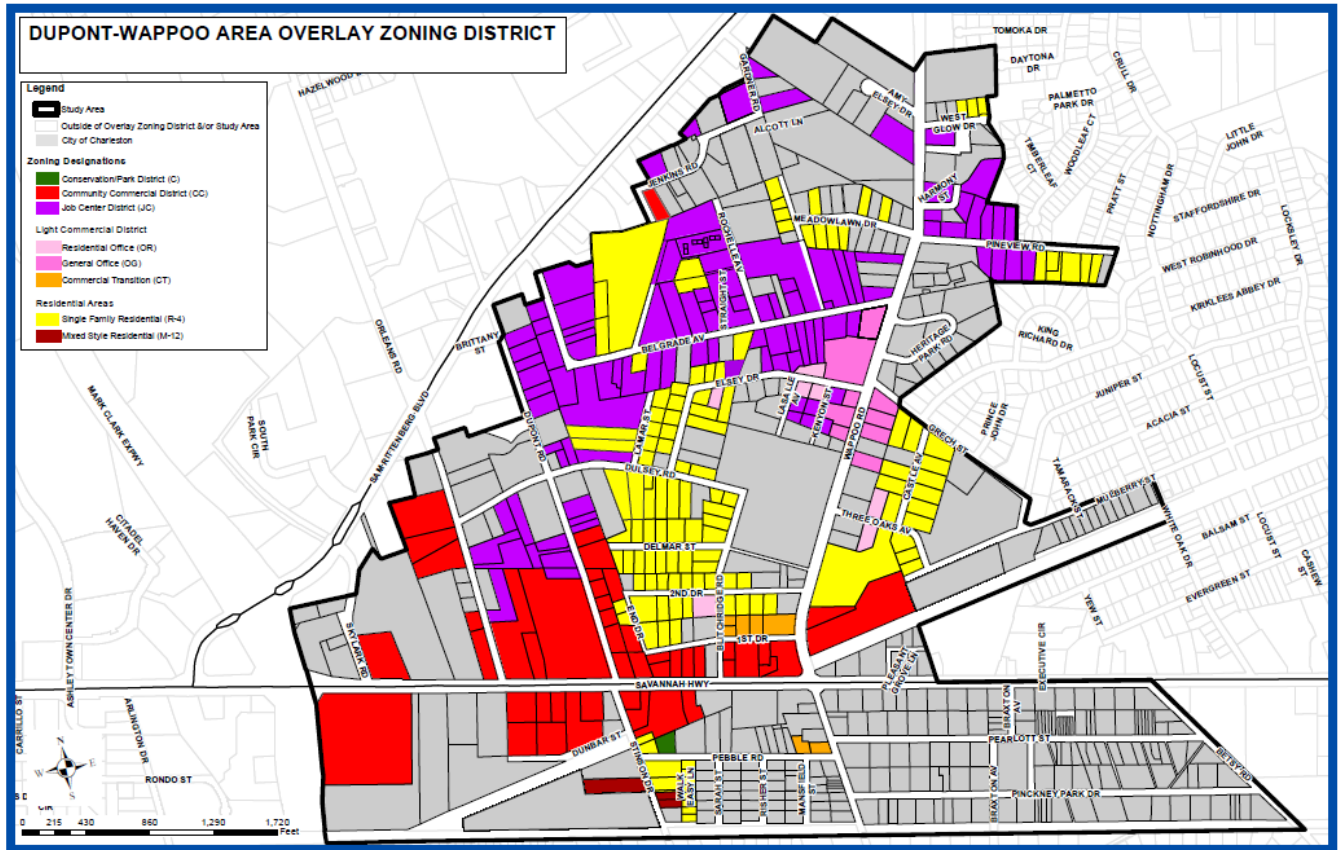 DUPONT-WAPPOO AREA OVERLAY ZONING DISTRICT
Legend
Study Area
Outside of Overlay Zoning District &/or Study Area
City of Charleston
Zoning Designations
Conservation/Park District (C)
Community Commercial District (CC)
Job Center District (JC)
Light Commercial District
Residential Office (OR)
General Office (OG)
Commercial Transition (CT)
Residential Areas
Single Family Residential (R-4)
Mixed Style Residential (M-12)
TOMOKA DR
DAYTONA
DR
CRULL DR
PALMETTO
PARK DR
GARDNER RD
AMY
ELSEY DR
WEST
GLOW DR
WOODLEAF CT
TIMBERLEAF
CT
LITTLE
JOHN DR
ALCOTT LN
JENKINS RD
HARMONY
ST
PRATT ST
NOTTINGHAM DR
STAFFORDSHIRE DR
LOCKSLEY DR
MEADOWLAWN DR
PINEVIEW RD
WEST ROBINHOOD DR
KIRKLEES ABBEY DR
ROCHELLE AV
STRAIGHT ST
BELGRADE AV
HERITAGE
PARK RD
KING
RICHARD DR
ORLEANS RD
BRITTANY
ST
SAM RITTENBERG BLVD
MARK CLARK EXPWY
SOUTH
PARK CIR
CITADEL
HAVEN DR
DUPONT RD
ELSEY DR
LAMAR ST
LASALLE
AV
KENYON ST
WAPPOO RD
GRECH ST
PRINCE
JOHN DR
JUNIPER ST
LOCUST ST
ACACIA ST
DULSEY RD
CASTLE AV
THREE OAKS AV
TAMARACK ST
MULBERRY ST
WHITE OAK DR
BALSAM ST
LOCUST ST
CASHEW
ST
EVERGREEN ST
YEW ST
DELMAR ST
2ND DR
END DR
BLITCHRIDGE RD
1ST DR
SKYLARK RD
ASHLEY TOWN CENTER DR
SAVANNAH HWY
PLEASANT
GROVE LN
EXECUTIVE CIR
BRAXTON
AV
CARRILLO ST
ARLINGTON DR
RONDO ST
CIR
DUNBAR ST
STINSON DR
PEBBLE RD
WALK
EASY LN
SARAH ST
RISHER ST
MANSFIELD
ST
PEARLOTT ST
BRAXTON AV
PINCKNEY PARK DR
BETSY RD
N
W
E
S
0 215 430 860 1,290 1,720
Feet